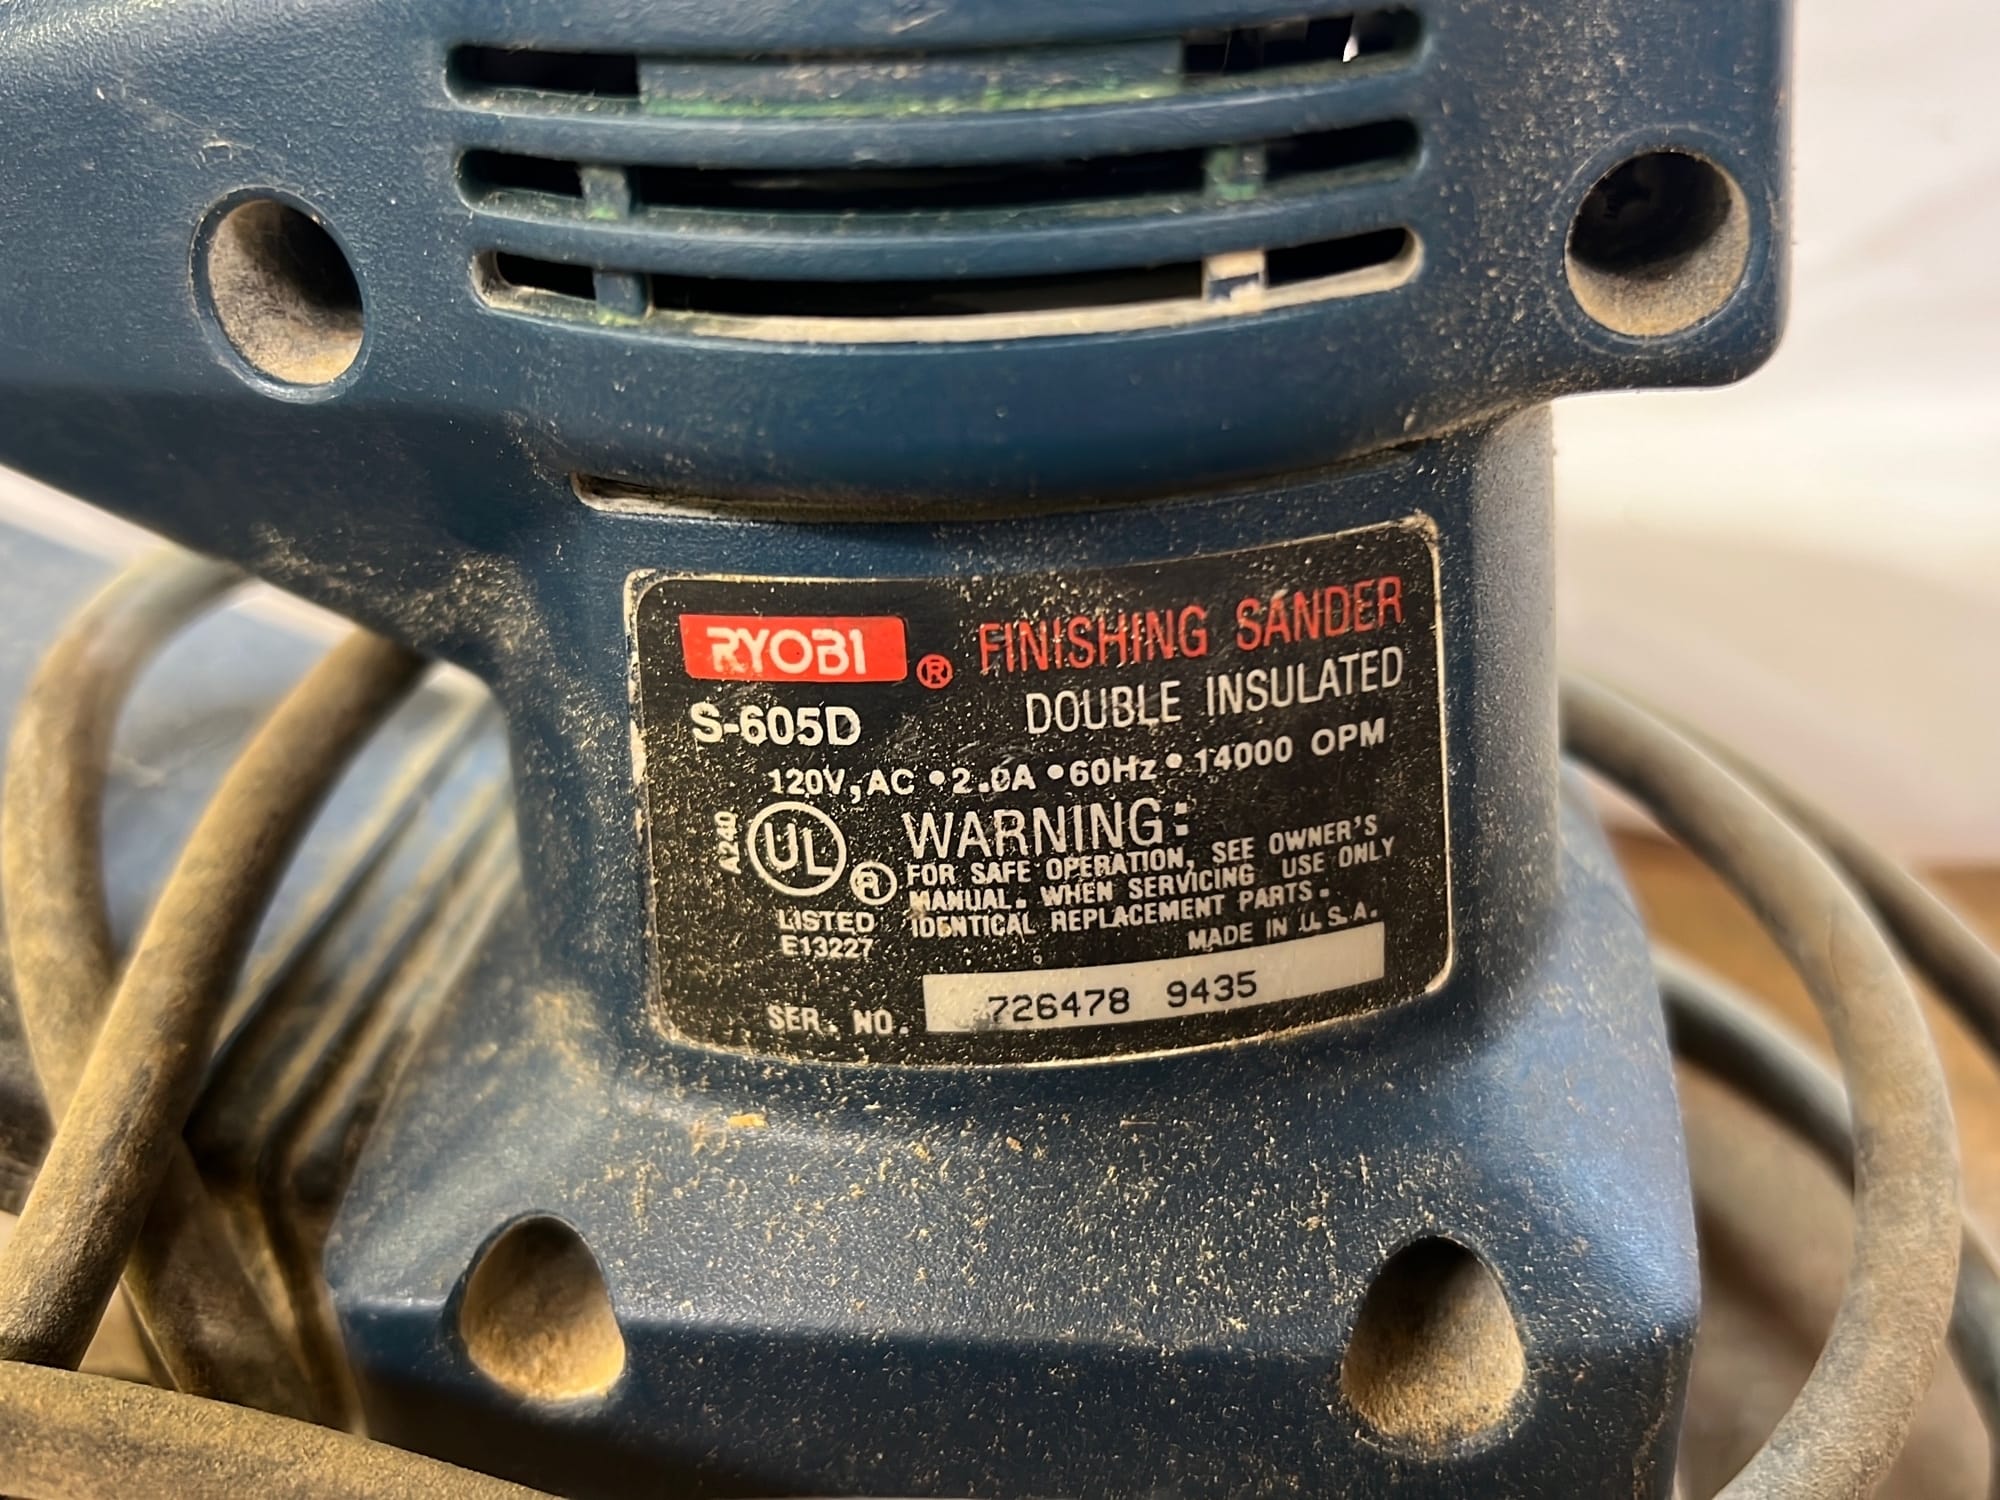 RYOBI ® FINISHING SANDER
S-605D DOUBLE INSULATED
120V, AC • 2.0A • 60Hz • 14000 OPM
A240 UL ® WARNING:
FOR SAFE OPERATION, SEE OWNER'S
MANUAL. WHEN SERVICING USE ONLY
IDENTICAL REPLACEMENT PARTS.
LISTED
E13227
MADE IN U.S.A.
SER. NO. 726478 9435